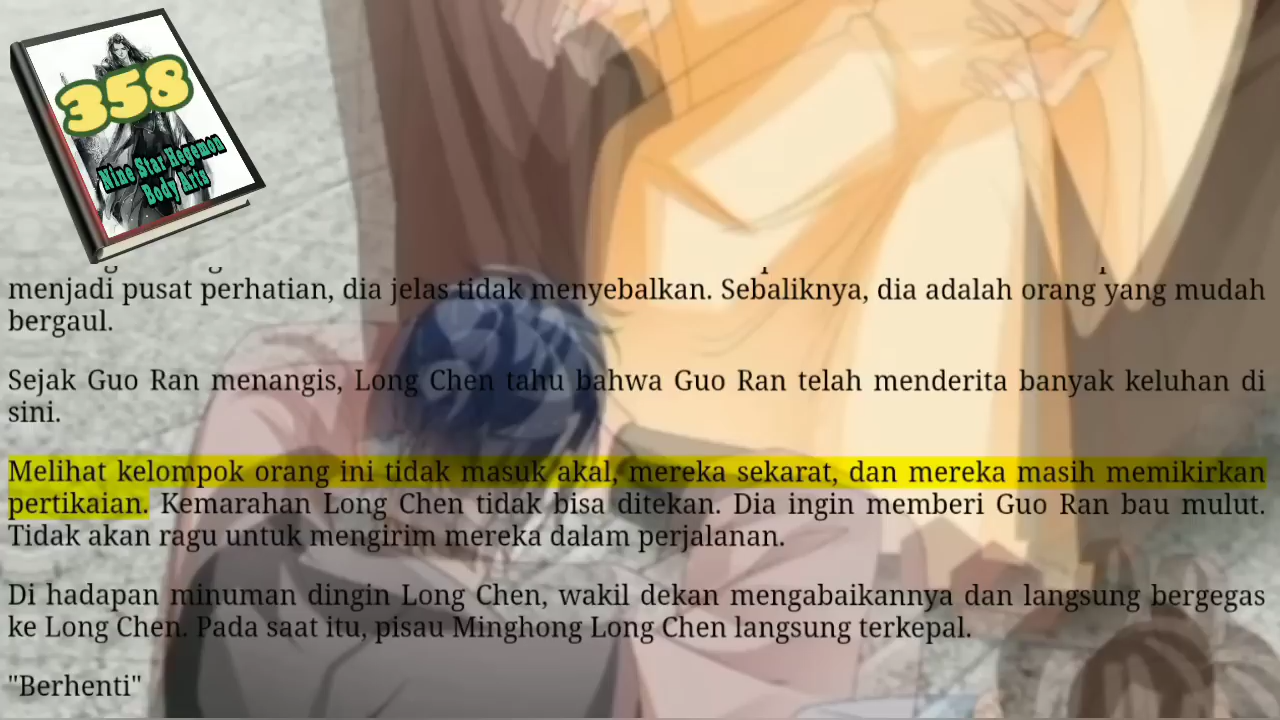 358
Nine Star Hegemon
Body Arts
menjadi pusat perhatian, dia jelas tidak menyebalkan. Sebaliknya, dia adalah orang yang mudah
bergaul.
Sejak Guo Ran menangis, Long Chen tahu bahwa Guo Ran telah menderita banyak keluhan di
sini.
Melihat kelompok orang ini tidak masuk akal, mereka sekarat, dan mereka masih memikirkan
pertikaian. Kemarahan Long Chen tidak bisa ditekan. Dia ingin memberi Guo Ran bau mulut.
Tidak akan ragu untuk mengirim mereka dalam perjalanan.
Di hadapan minuman dingin Long Chen, wakil dekan mengabaikannya dan langsung bergegas
ke Long Chen. Pada saat itu, pisau Minghong Long Chen langsung terkepal.
"Berhenti"